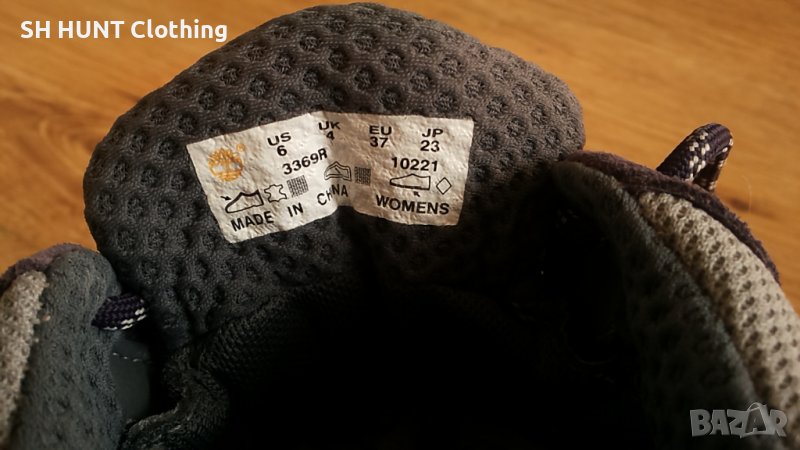 SH HUNT Clothing
US UK EU JP
6 4 37 23
3369R 10221
MADE IN CHINA WOMENS
BAZAR